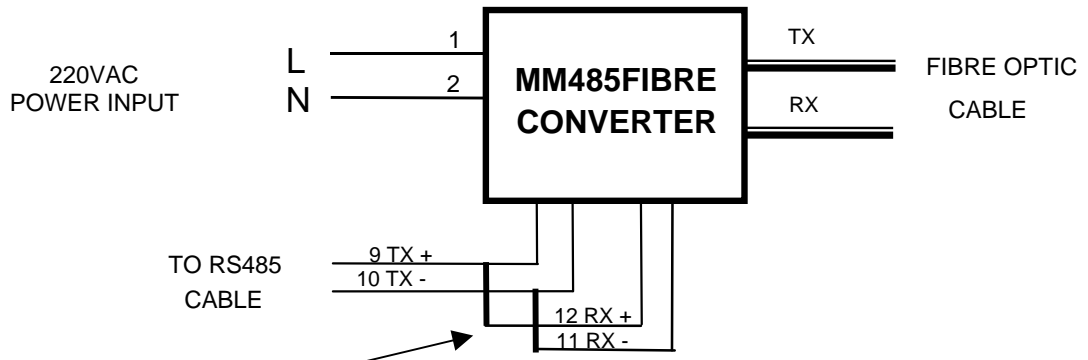 220VAC
POWER INPUT
L
N
1
2
MM485FIBRE
CONVERTER
TX
RX
FIBRE OPTIC
CABLE
TO RS485
CABLE
9 TX +
10 TX -
12 RX +
11 RX -